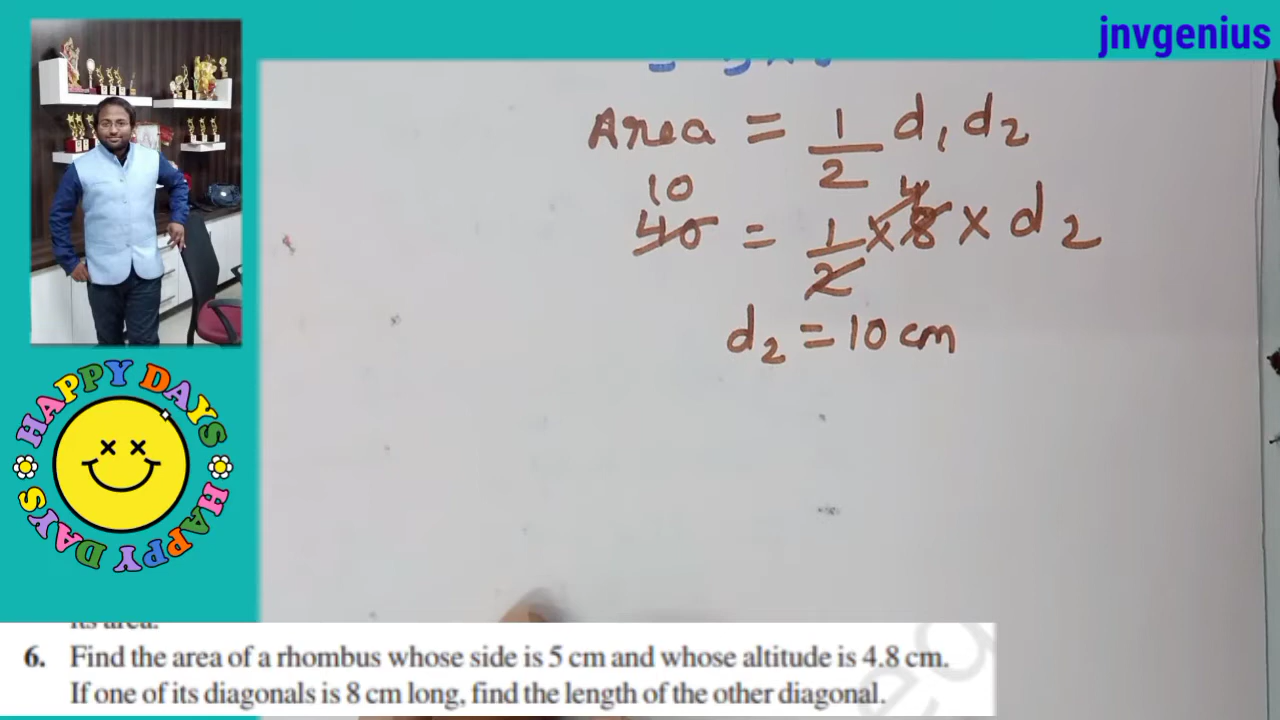 jnvgenius
Area = 1/2 d₁ d₂
10
4
40 = 1/2 × 8 × d₂
d₂ = 10 cm
HAPPY DAYS
HAPPY DAYS
its area.
6. Find the area of a rhombus whose side is 5 cm and whose altitude is 4.8 cm.
If one of its diagonals is 8 cm long, find the length of the other diagonal.